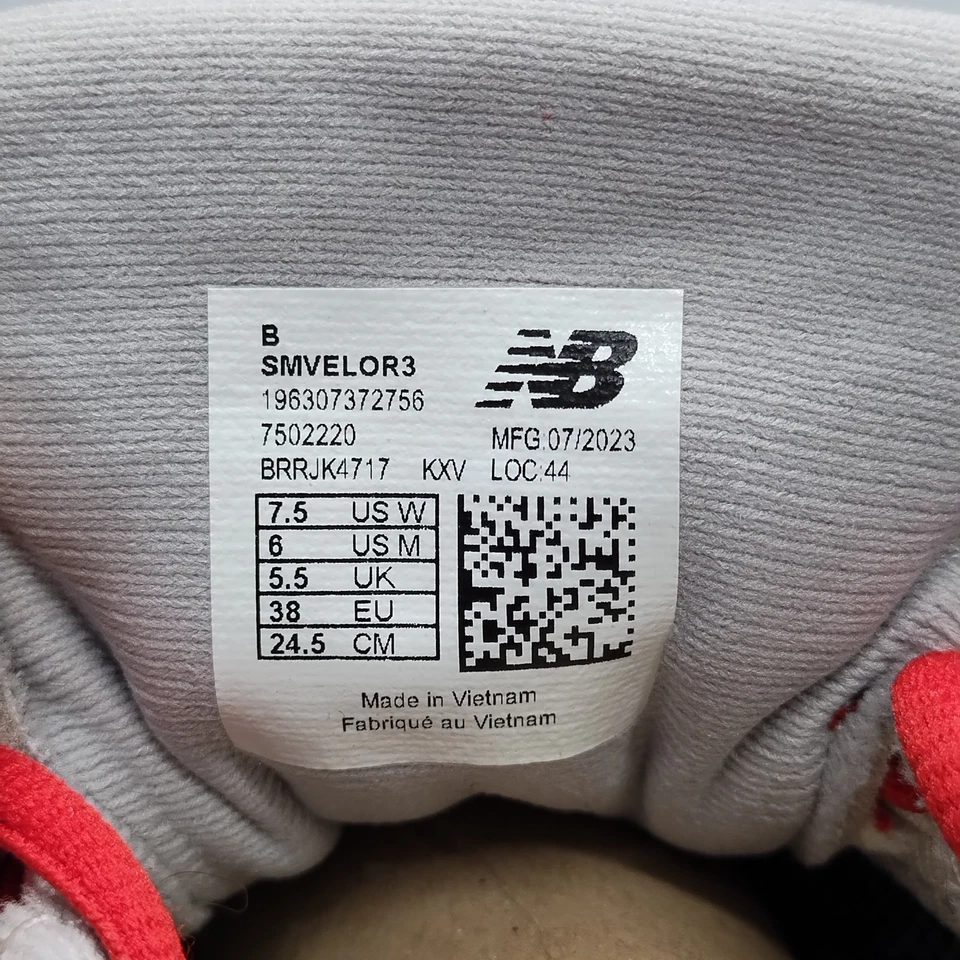 B
SMVELOR3
NB
196307372756
7502220 MFG:07/2023
BRRJK4717 KXV LOC:44
7.5 US W
6 US M
5.5 UK
38 EU
24.5 CM
Made in Vietnam
Fabriqué au Vietnam